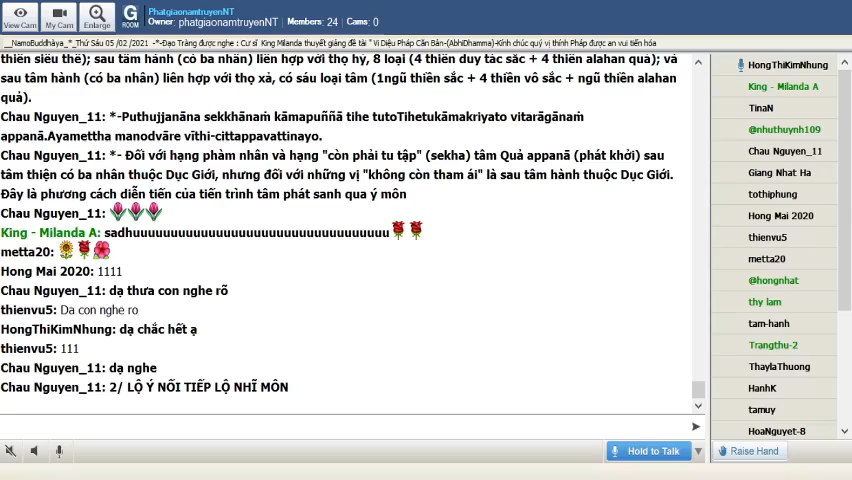 PhatgiaonamtruyenNT
Owner: phatgiaonamtruyenNT | Members: 24 | Cams: 0
View Cam
My Cam
Enlarge
G
ROOM
__NamoBuddhàya_*_Thứ Sáu 05 /02 /2021 -*-Đạo Tràng được nghe : Cư sĩ King Milanda thuyết giảng đề tài " Vi Diệu Pháp Căn Bản-(AbhiDhamma)-Kính chúc quý vị thính Pháp được an vui tiến hóa
thiền siêu thế); sau tâm hành (có ba nhân) liên hợp với thọ hỷ, 8 loại (4 thiền duy tác sắc + 4 thiền alahan quả); và
sau tâm hành (có ba nhân) liên hợp với thọ xả, có sáu loại tâm (1ngũ thiền sắc + 4 thiền vô sắc + ngũ thiền alahan
quả).
Chau Nguyen_11: *-Puthujjanāna sekkhānaṁ kāmapuññā tihe tutoTihetukāmakriyato vitarāgānaṁ
appanā.Ayamettha manodvāre vīthi-cittappavattinayo.
Chau Nguyen_11: *- Đối với hạng phàm nhân và hạng "còn phải tu tập" (sekha) tâm Quả appanā (phát khởi) sau
tâm thiện có ba nhân thuộc Dục Giới, nhưng đối với những vị "không còn tham ái" là sau tâm hành thuộc Dục Giới.
Đây là phương cách diễn tiến của tiến trình tâm phát sanh qua ý môn
Chau Nguyen_11:
King - Milanda A: sadhuuuuuuuuuuuuuuuuuuuuuuuuuuuuuuuuuu
metta20:
Hong Mai 2020: 1111
Chau Nguyen_11: dạ thưa con nghe rõ
thienvu5: Da con nghe ro
HongThiKimNhung: dạ chắc hết ạ
thienvu5: 111
Chau Nguyen_11: dạ nghe
Chau Nguyen_11: 2/ LỘ Ý NỐI TIẾP LỘ NHĨ MÔN
Hold to Talk
HongThiKimNhung
King - Milanda A
TinaN
@nhuthuynh109
Chau Nguyen_11
Giang Nhat Ha
tothiphung
Hong Mai 2020
thienvu5
metta20
@hongnhat
thy lam
tam-hanh
Trangthu-2
ThaylaThuong
HanhK
tamuy
HoaNguyet-8
Raise Hand